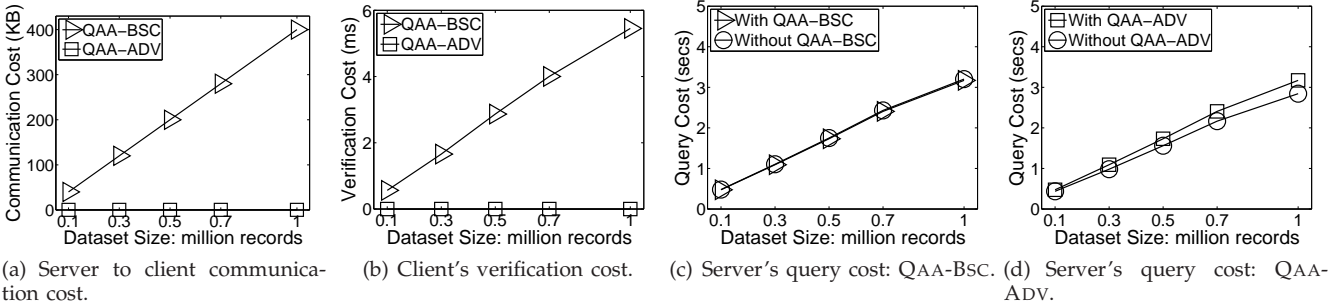 Communication Cost (KB)
400
300
200
100
0
QAA-BSC
QAA-ADV
0.1 0.3 0.5 0.7 1
Dataset Size: million records
(a) Server to client communica-
tion cost.
Verification Cost (ms)
6
4
2
0
QAA-BSC
QAA-ADV
0.1 0.3 0.5 0.7 1
Dataset Size: million records
(b) Client's verification cost.
Query Cost (secs)
5
4
3
2
1
0
With QAA-BSC
Without QAA-BSC
0.1 0.3 0.5 0.7 1
Dataset Size: million records
(c) Server's query cost: QAA-BSC.
Query Cost (secs)
5
4
3
2
1
0
With QAA-ADV
Without QAA-ADV
0.1 0.3 0.5 0.7 1
Dataset Size: million records
(d) Server's query cost: QAA-
ADV.